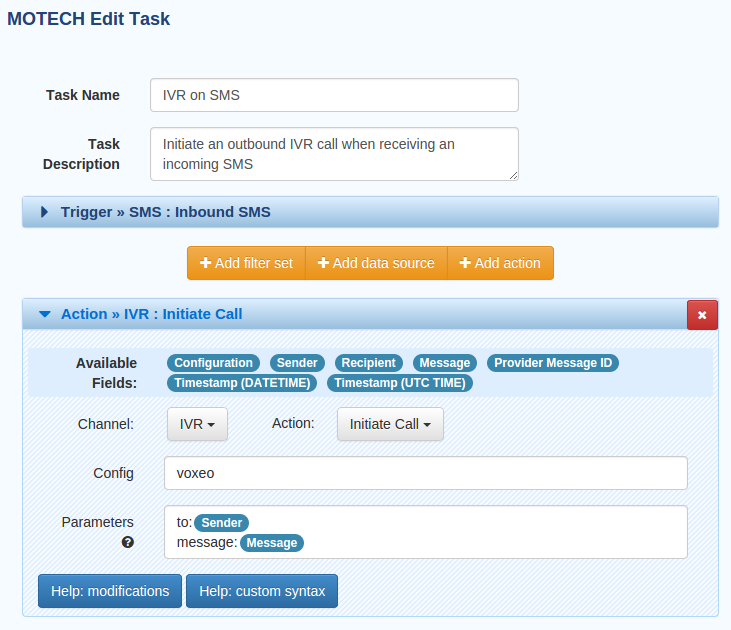 MOTECH Edit Task
Task Name IVR on SMS
Task Description Initiate an outbound IVR call when receiving an
incoming SMS
Trigger » SMS : Inbound SMS
Add filter set Add data source Add action
Action » IVR : Initiate Call
Available Fields: Configuration Sender Recipient Message Provider Message ID
Timestamp (DATETIME) Timestamp (UTC TIME)
Channel: IVR Action: Initiate Call
Config voxeo
Parameters to: Sender
message: Message
Help: modifications Help: custom syntax